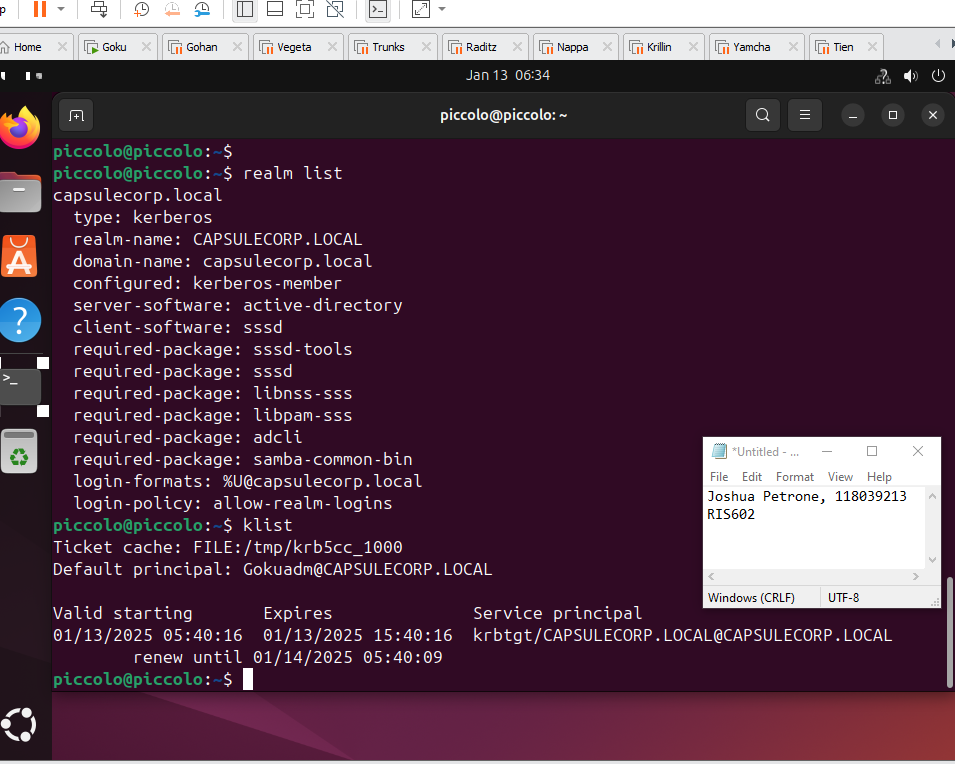 p
Home
Goku
Gohan
Vegeta
Trunks
Raditz
Nappa
Krillin
Yamcha
Tien
Jan 13 06:34
piccolo@piccolo: ~
piccolo@piccolo:~$
piccolo@piccolo:~$ realm list
capsulecorp.local
  type: kerberos
  realm-name: CAPSULECORP.LOCAL
  domain-name: capsulecorp.local
  configured: kerberos-member
  server-software: active-directory
  client-software: sssd
  required-package: sssd-tools
  required-package: sssd
  required-package: libnss-sss
  required-package: libpam-sss
  required-package: adcli
  required-package: samba-common-bin
  login-formats: %U@capsulecorp.local
  login-policy: allow-realm-logins
piccolo@piccolo:~$ klist
Ticket cache: FILE:/tmp/krb5cc_1000
Default principal: Gokuadm@CAPSULECORP.LOCAL
Valid starting       Expires              Service principal
01/13/2025 05:40:16  01/13/2025 15:40:16  krbtgt/CAPSULECORP.LOCAL@CAPSULECORP.LOCAL
        renew until 01/14/2025 05:40:09
piccolo@piccolo:~$
*Untitled - ...
File Edit Format View Help
Joshua Petrone, 118039213
RIS602
Windows (CRLF) UTF-8